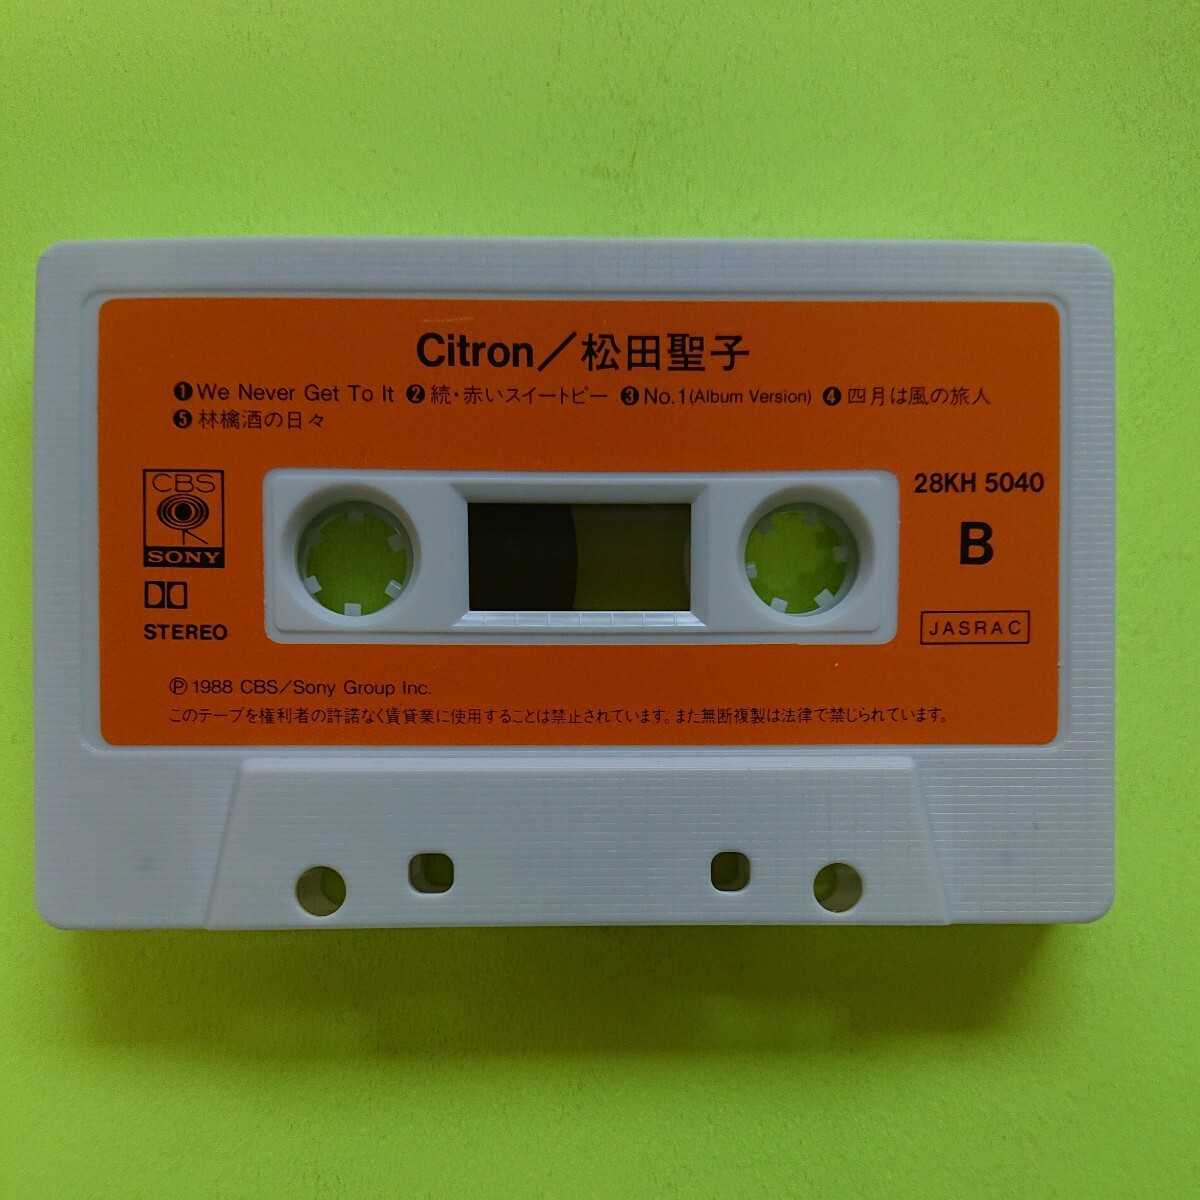 Citron／松田聖子
❶We Never Get To It ❷続・赤いスイートピー ❸No.1(Album Version) ❹四月は風の旅人
❺林檎酒の日々
CBS
SONY
STEREO
28KH 5040
B
JASRAC
Ⓟ 1988 CBS/Sony Group Inc.
このテープを権利者の許諾なく賃貸業に使用することは禁止されています。また無断複製は法律で禁じられています。